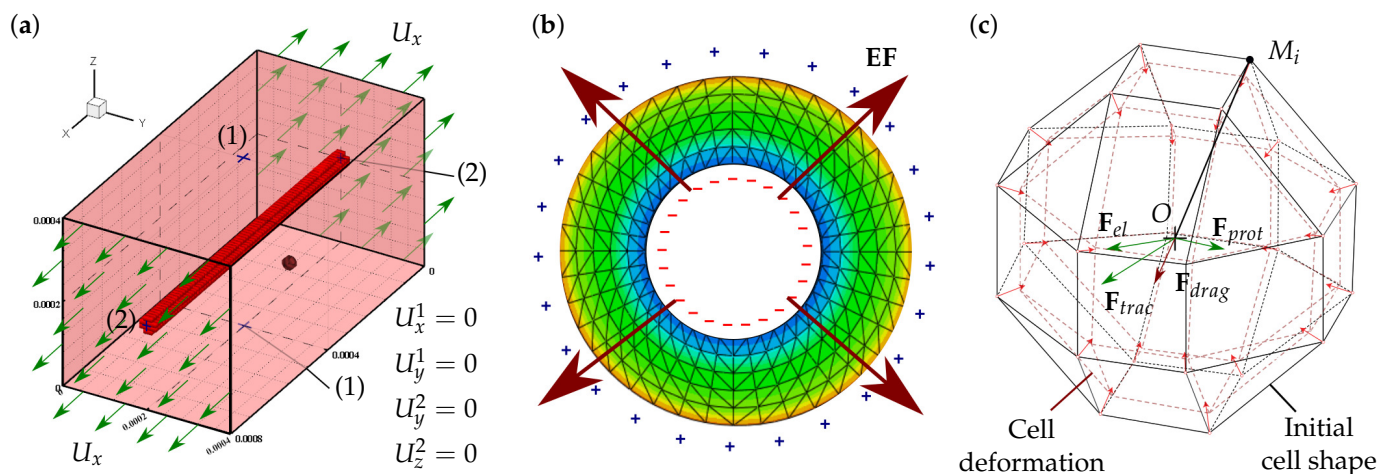 (a)
U_x
Z
X
Y
(1)
(2)
0.0004
0.0002
(2)
0
0
0.0004
(1)
0.0002
0.0004
0.0008
U_x
U_x^1 = 0
U_y^1 = 0
U_y^2 = 0
U_z^2 = 0
(b)
EF
(c)
M_i
O
F_el
F_prot
F_drag
F_trac
Cell
deformation
Initial
cell shape